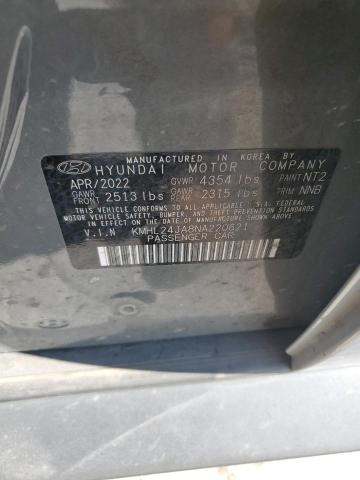 MANUFACTURED IN KOREA BY
HYUNDAI MOTOR COMPANY
APR/2022 GVWR 4354 lbs PAINT NT2
GAWR FRONT 2513 lbs GAWR REAR 2315 lbs TRIM NNB
THIS VEHICLE CONFORMS TO ALL APPLICABLE U.S.A. FEDERAL
MOTOR VEHICLE SAFETY, BUMPER, AND THEFT PREVENTION STANDARDS
IN EFFECT ON THE DATE OF MANUFACTURE SHOWN ABOVE.
V.I.N KMHL24JA8NA220621
PASSENGER CAR